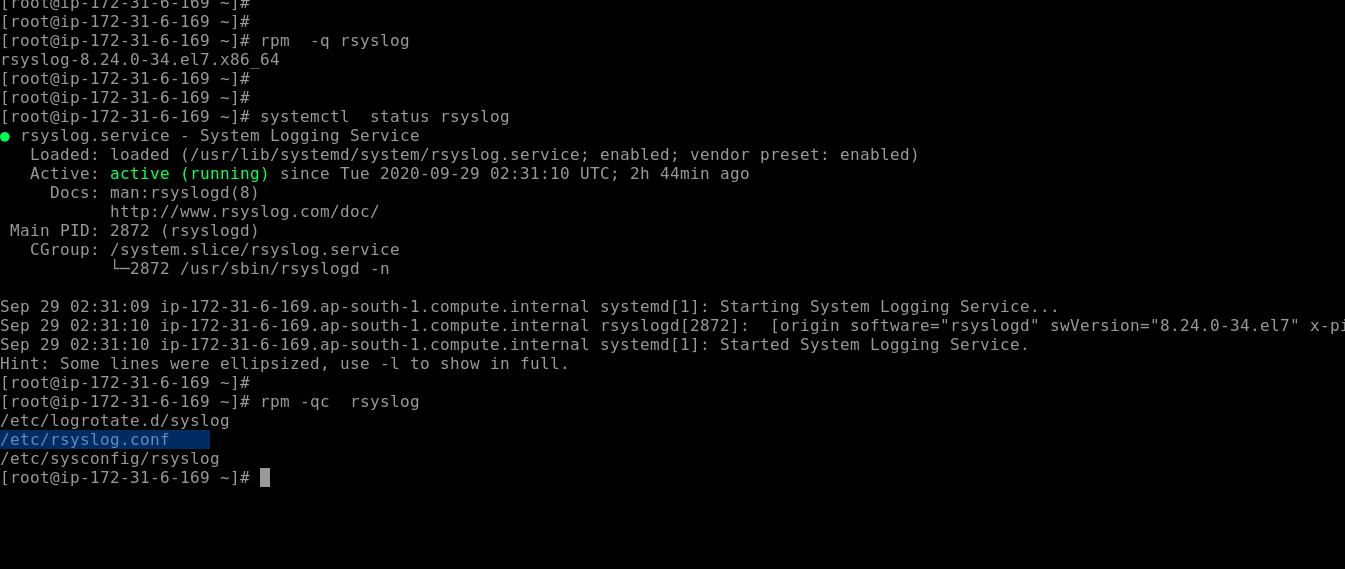 [root@ip-172-31-6-169 ~]#
[root@ip-172-31-6-169 ~]#
[root@ip-172-31-6-169 ~]# rpm  -q rsyslog
rsyslog-8.24.0-34.el7.x86_64
[root@ip-172-31-6-169 ~]#
[root@ip-172-31-6-169 ~]#
[root@ip-172-31-6-169 ~]# systemctl  status rsyslog
● rsyslog.service - System Logging Service
   Loaded: loaded (/usr/lib/systemd/system/rsyslog.service; enabled; vendor preset: enabled)
   Active: active (running) since Tue 2020-09-29 02:31:10 UTC; 2h 44min ago
     Docs: man:rsyslogd(8)
           http://www.rsyslog.com/doc/
 Main PID: 2872 (rsyslogd)
   CGroup: /system.slice/rsyslog.service
           └─2872 /usr/sbin/rsyslogd -n

Sep 29 02:31:09 ip-172-31-6-169.ap-south-1.compute.internal systemd[1]: Starting System Logging Service...
Sep 29 02:31:10 ip-172-31-6-169.ap-south-1.compute.internal rsyslogd[2872]:  [origin software="rsyslogd" swVersion="8.24.0-34.el7" x-pi
Sep 29 02:31:10 ip-172-31-6-169.ap-south-1.compute.internal systemd[1]: Started System Logging Service.
Hint: Some lines were ellipsized, use -l to show in full.
[root@ip-172-31-6-169 ~]#
[root@ip-172-31-6-169 ~]# rpm -qc  rsyslog
/etc/logrotate.d/syslog
/etc/rsyslog.conf
/etc/sysconfig/rsyslog
[root@ip-172-31-6-169 ~]#